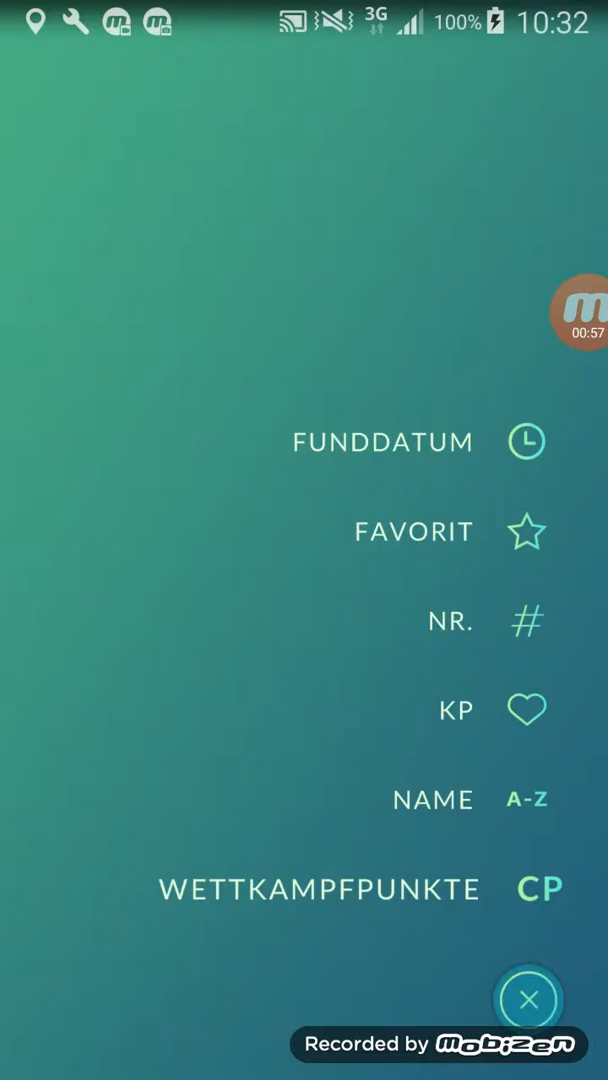 3G 100% 10:32
m
00:57
FUNDDATUM
FAVORIT
NR. #
KP
NAME A-Z
WETTKAMPFPUNKTE CP
Recorded by mobizen